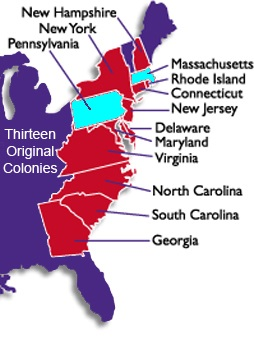 New Hampshire
New York
Pennsylvania
Massachusetts
Rhode Island
Connecticut
New Jersey
Delaware
Maryland
Virginia
Thirteen
Original
Colonies
North Carolina
South Carolina
Georgia